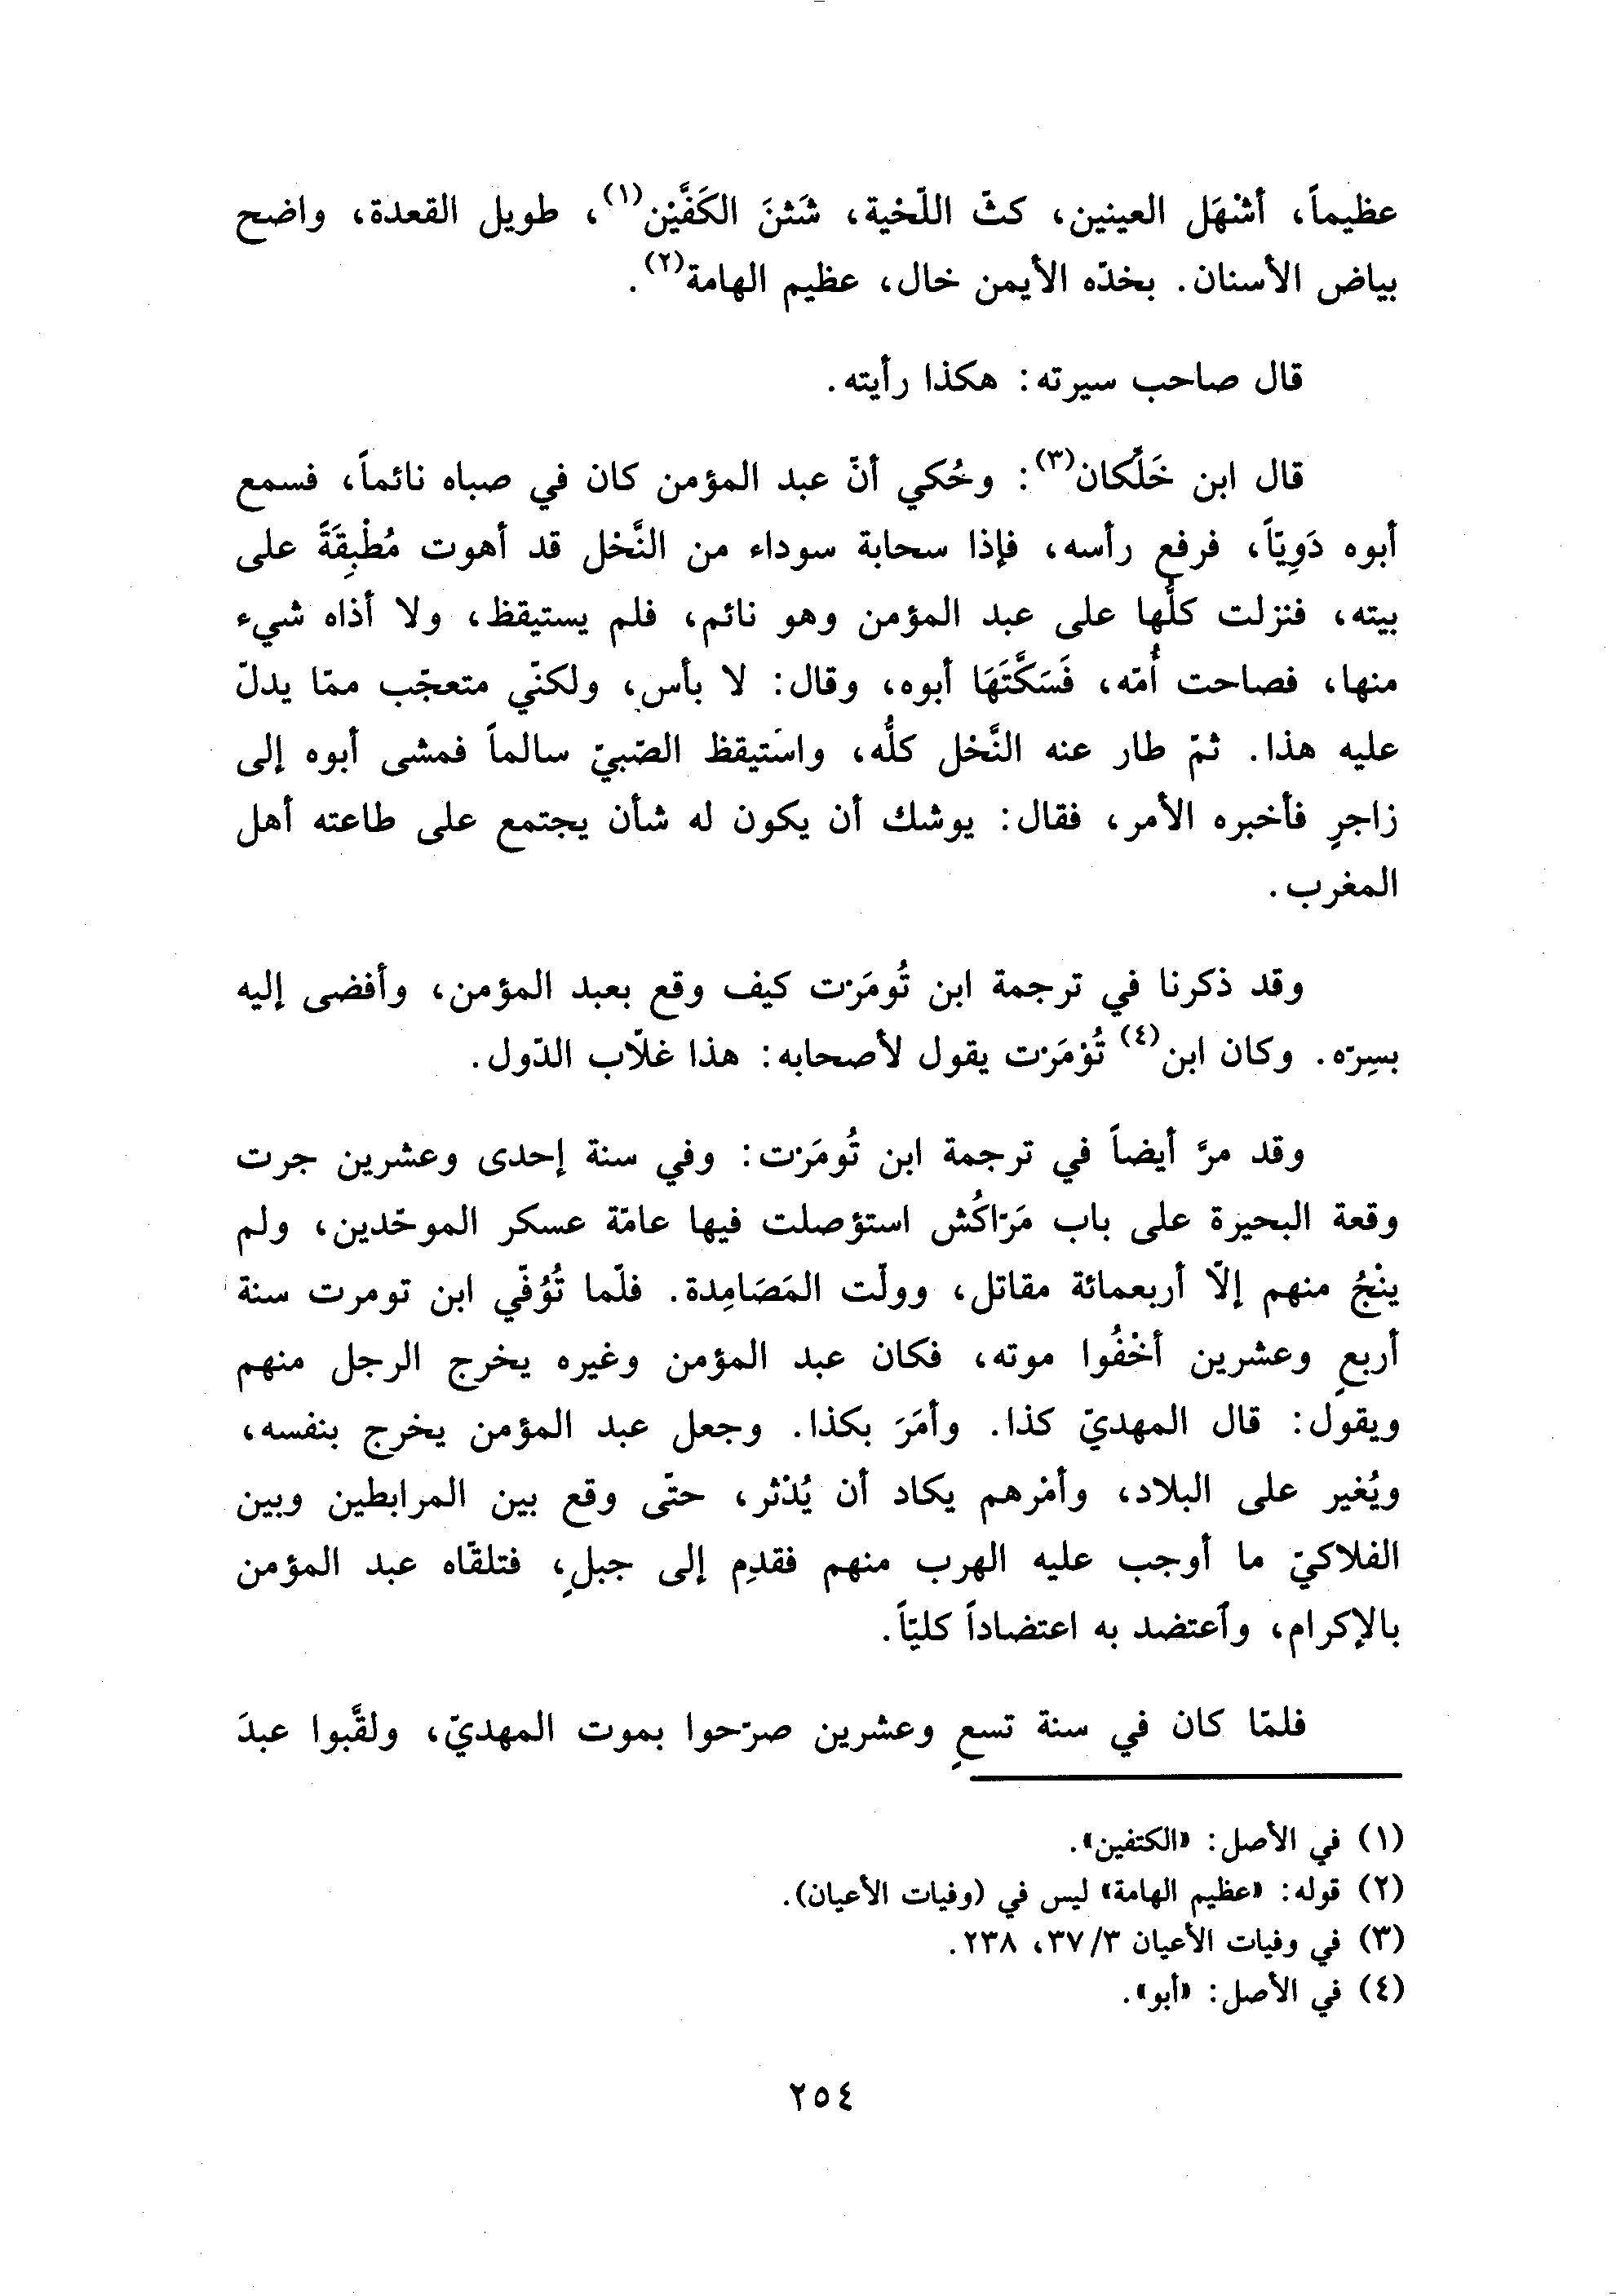 عظيماً، أشْهَل العينين، كثّ اللّحْية، شَثنَ الكَفَّيْن(١)، طويل القعدة، واضح
بياض الأسنان. بخدّه الأيمن خال، عظيم الهامة(٢).
قال صاحب سيرته: هكذا رأيته.
قال ابن خَلِّكان(٣): وحُكي أنّ عبد المؤمن كان في صباه نائماً، فسمع
أبوه دَوِيّاً، فرفع رأسه، فإذا سحابة سوداء من النَّحْل قد أهوت مُطْبِقَةً على
بيته، فنزلت كلُّها على عبد المؤمن وهو نائم، فلم يستيقظ، ولا أذاه شيء
منها، فصاحت أُمّه، فَسَكَّتَهَا أبوه، وقال: لا بأس، ولكنّي متعجّب ممّا يدلّ
عليه هذا. ثمّ طار عنه النَّحْل كلُّه، واستيقظ الصّبيّ سالماً فمشى أبوه إلى
زاجرٍ فأخبره الأمر، فقال: يوشك أن يكون له شأن يجتمع على طاعته أهل
المغرب.
وقد ذكرنا في ترجمة ابن تُومَرْت كيف وقع بعبد المؤمن، وأفضى إليه
بسِرّه. وكان ابن(٤) تُوْمَرْت يقول لأصحابه: هذا غلّاب الدّول.
وقد مرَّ أيضاً في ترجمة ابن تُومَرْت: وفي سنة إحدى وعشرين جرت
وقعة البحيرة على باب مَرّاكُش استؤصلت فيها عامّة عسكر الموحّدين، ولم
ينْجُ منهم إلّا أربعمائة مقاتل، وولّت المَصَامِدة. فلّما تُوُفّي ابن تومرت سنة
أربعٍ وعشرين أخْفُوا موته، فكان عبد المؤمن وغيره يخرج الرجل منهم
ويقول: قال المهديّ كذا. وأمَرَ بكذا. وجعل عبد المؤمن يخرج بنفسه،
ويُغير على البلاد، وأمْرهم يكاد أن يُدْثر، حتّى وقع بين المرابطين وبين
الفلاكيّ ما أوجب عليه الهرب منهم فقدِم إلى جبلٍ، فتلقّاه عبد المؤمن
بالإكرام، وٱعتضد به اعتضاداً كليّاً.
فلمّا كان في سنة تسعٍ وعشرين صرّحوا بموت المهديّ، ولقَّبوا عبدَ
(١) في الأصل: «الكتفين».
(٢) قوله: «عظيم الهامة» ليس في (وفيات الأعيان).
(٣) في وفيات الأعيان ٣/ ٣٧، ٢٣٨.
(٤) في الأصل: «أبو».
٢٥٤